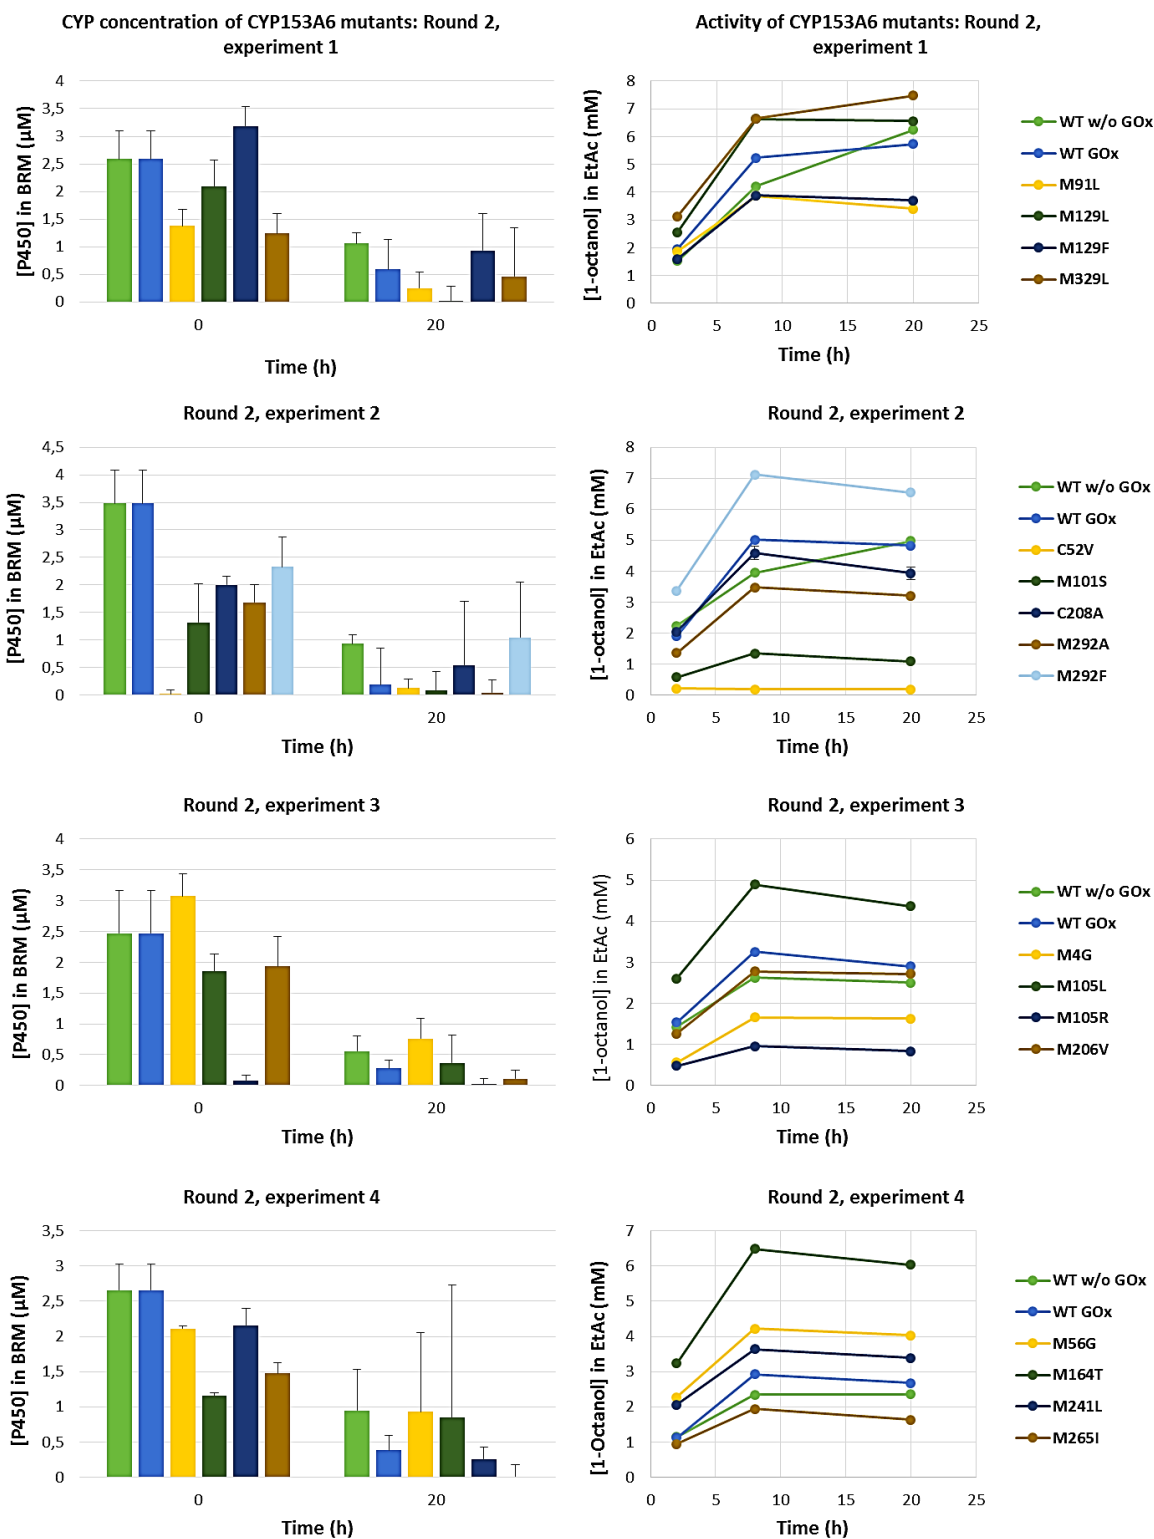 CYP concentration of CYP153A6 mutants: Round 2,
experiment 1
[P450] in BRM (µM)
4
3,5
3
2,5
2
1,5
1
0,5
0
0
20
Time (h)
Activity of CYP153A6 mutants: Round 2,
experiment 1
[1-octanol] in EtAc (mM)
8
7
6
5
4
3
2
1
0
0 5 10 15 20 25
Time (h)
WT w/o GOx
WT GOx
M91L
M129L
M129F
M329L
Round 2, experiment 2
[P450] in BRM (µM)
4,5
4
3,5
3
2,5
2
1,5
1
0,5
0
0
20
Time (h)
Round 2, experiment 2
[1-octanol] in EtAc (mM)
8
7
6
5
4
3
2
1
0
0 5 10 15 20 25
Time (h)
WT w/o GOx
WT GOx
C52V
M101S
C208A
M292A
M292F
Round 2, experiment 3
[P450] in BRM (µM)
4
3,5
3
2,5
2
1,5
1
0,5
0
0
20
Time (h)
Round 2, experiment 3
[1-octanol] in EtAc (mM)
6
5
4
3
2
1
0
0 5 10 15 20 25
Time (h)
WT w/o GOx
WT GOx
M4G
M105L
M105R
M206V
Round 2, experiment 4
[P450] in BRM (µM)
3,5
3
2,5
2
1,5
1
0,5
0
0
20
Time (h)
Round 2, experiment 4
[1-Octanol] in EtAc (mM)
7
6
5
4
3
2
1
0
0 5 10 15 20 25
Time (h)
WT w/o GOx
WT GOx
M56G
M164T
M241L
M265I